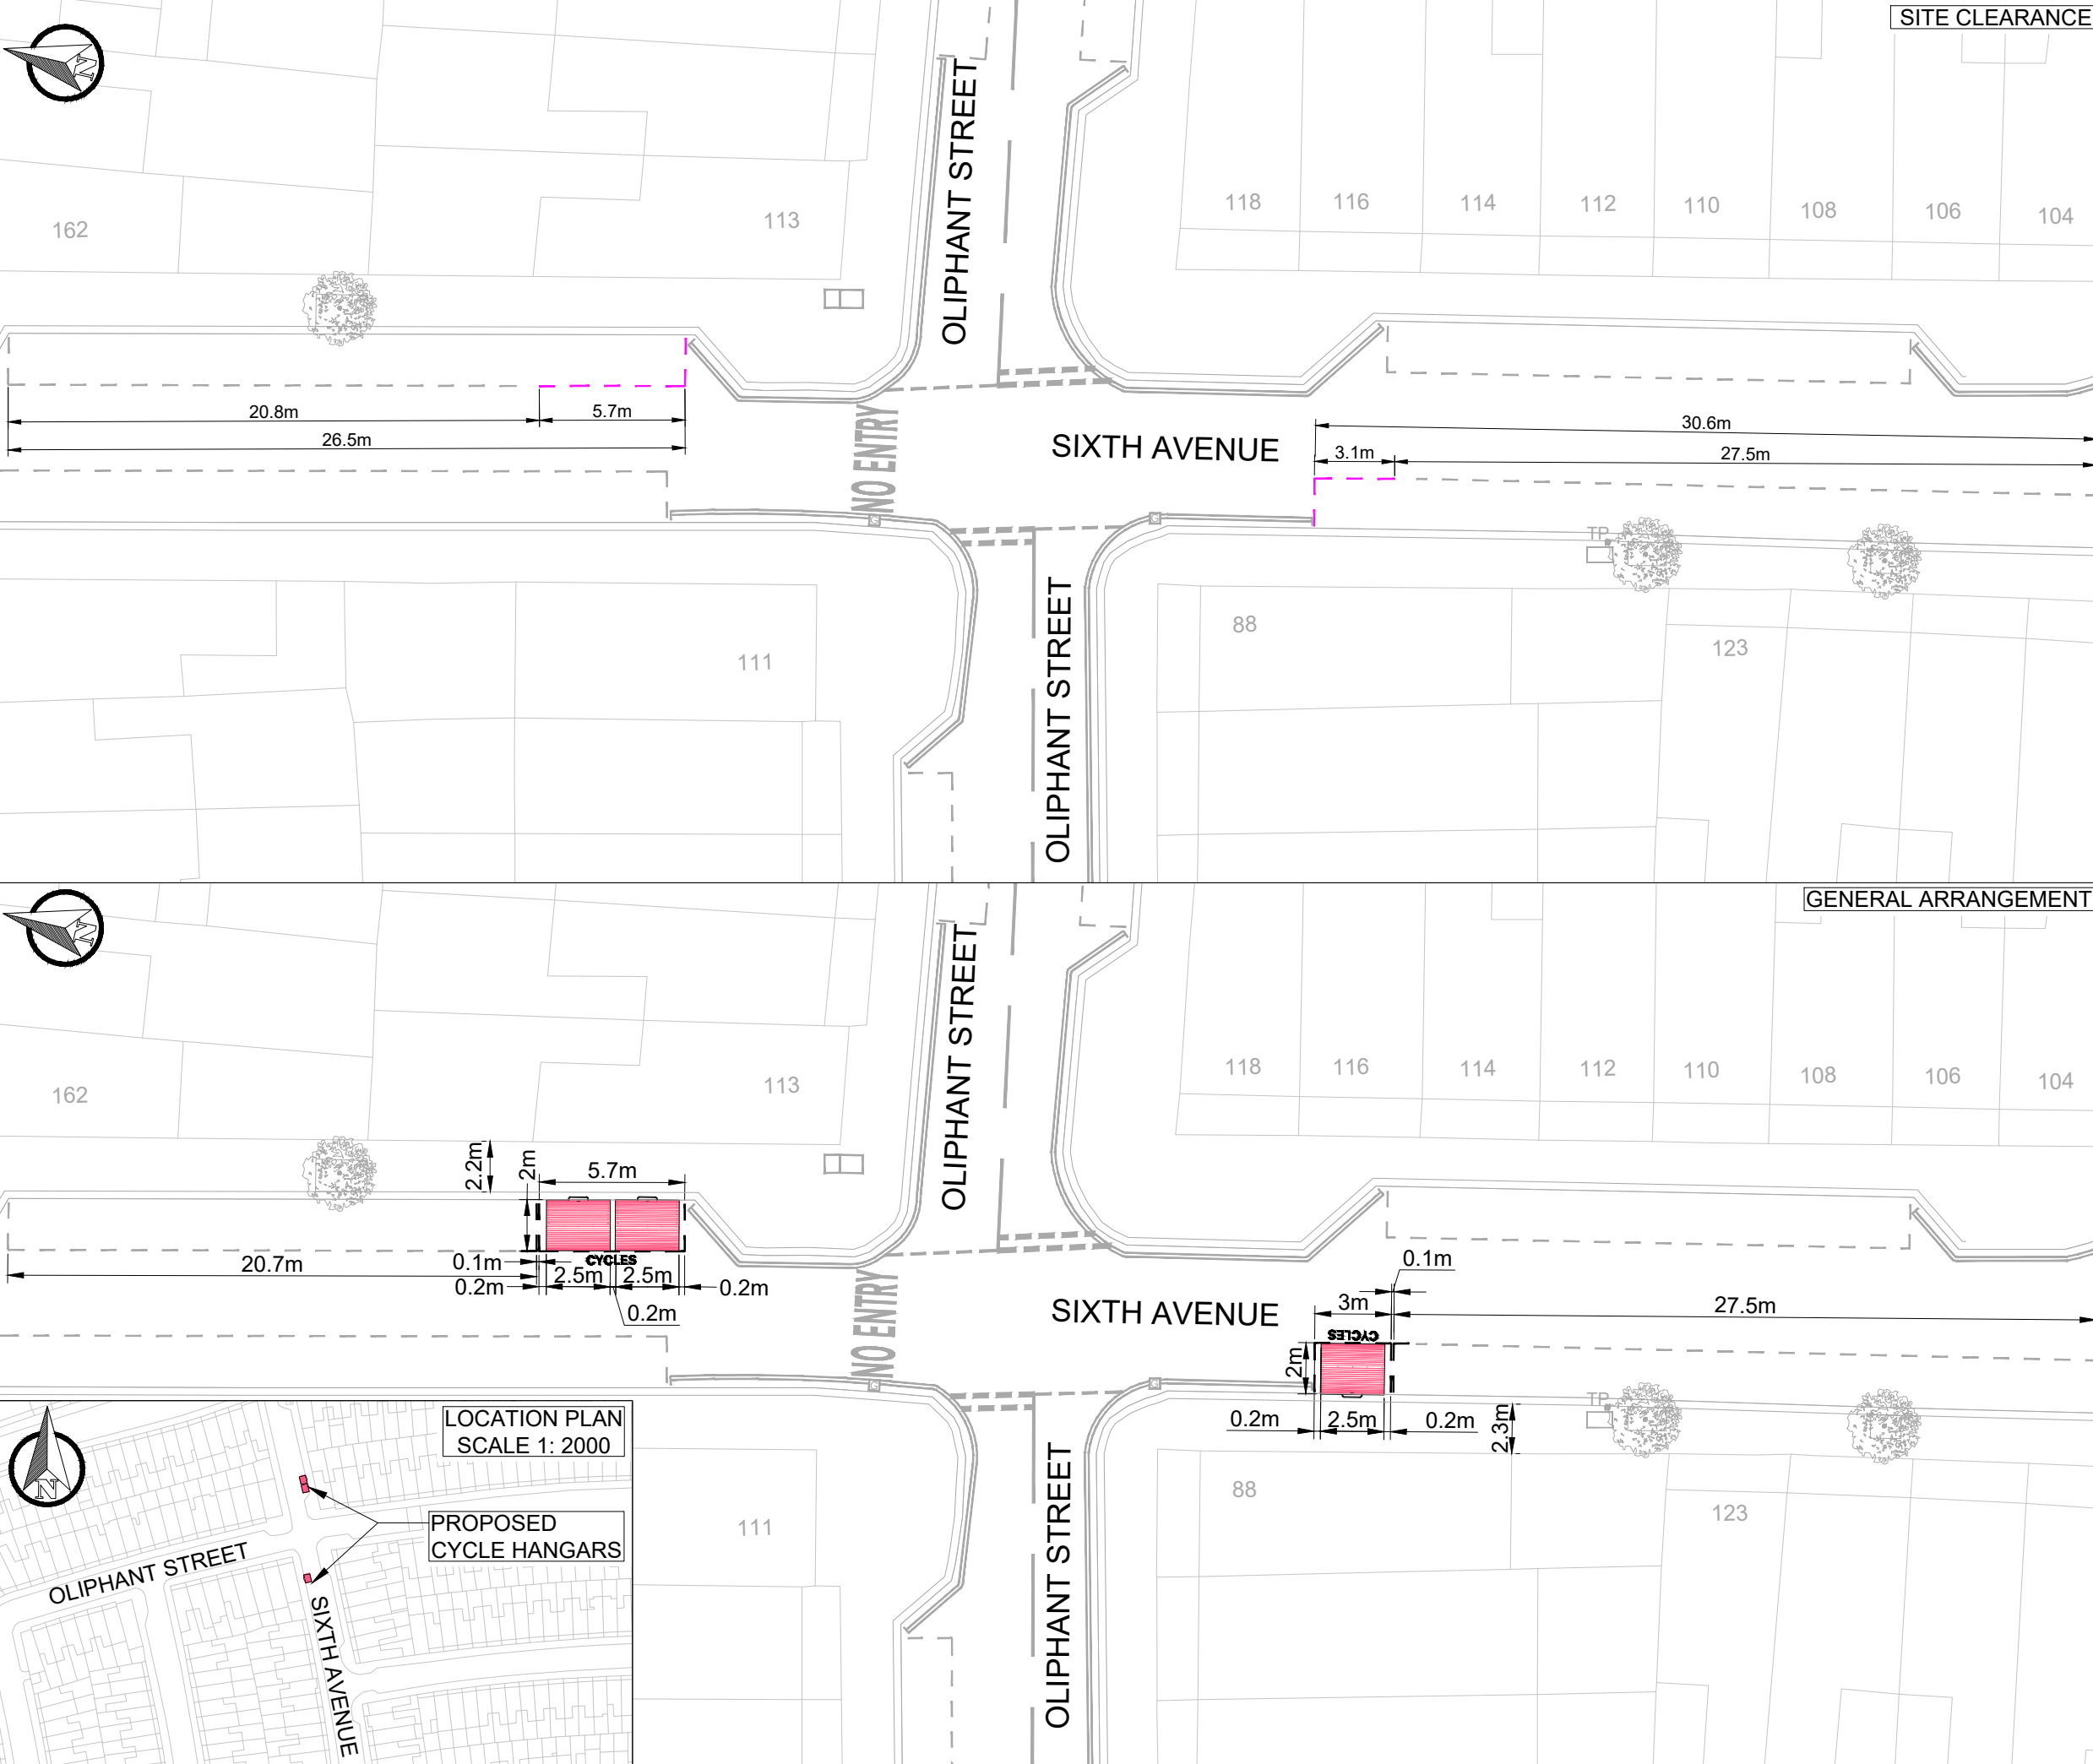 SITE CLEARANCE
N
OLIPHANT STREET
162
113
118
116
114
112
110
108
106
104
20.8m
5.7m
26.5m
NO ENTRY
SIXTH AVENUE
30.6m
3.1m
27.5m
TP
111
OLIPHANT STREET
88
123
GENERAL ARRANGEMENT
N
OLIPHANT STREET
162
113
118
116
114
112
110
108
106
104
2.2m
2m
5.7m
20.7m
0.1m
CYCLES
0.2m
2.5m
2.5m
0.2m
0.2m
NO ENTRY
SIXTH AVENUE
0.1m
3m
27.5m
CYCLES
2m
0.2m
2.5m
0.2m
2.3m
TP
111
OLIPHANT STREET
88
123
LOCATION PLAN
SCALE 1: 2000
N
PROPOSED
CYCLE HANGARS
OLIPHANT STREET
SIXTH AVENUE